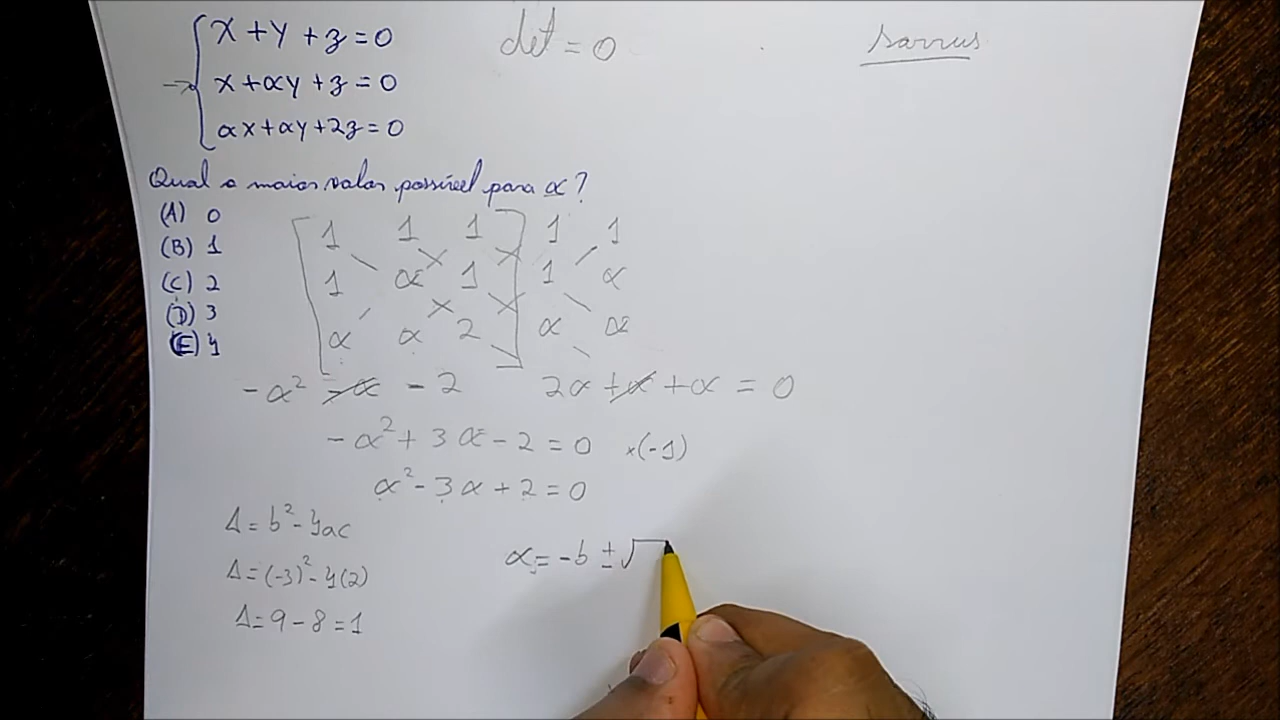 x + y + z = 0
x + αy + z = 0
αx + αy + 2z = 0
det = 0
Sarrus
Qual o maior valor possível para α?
(A) 0
(B) 1
(C) 2
(D) 3
(E) 4
1 1 1 1 1
1 α 1 1 α
α α 2 α α
-α² -α - 2 2α + α + α = 0
-α² + 3α - 2 = 0 ×(-1)
α² - 3α + 2 = 0
Δ = b² - 4ac
Δ = (-3)² - 4(2)
Δ = 9 - 8 = 1
α = -b ± √